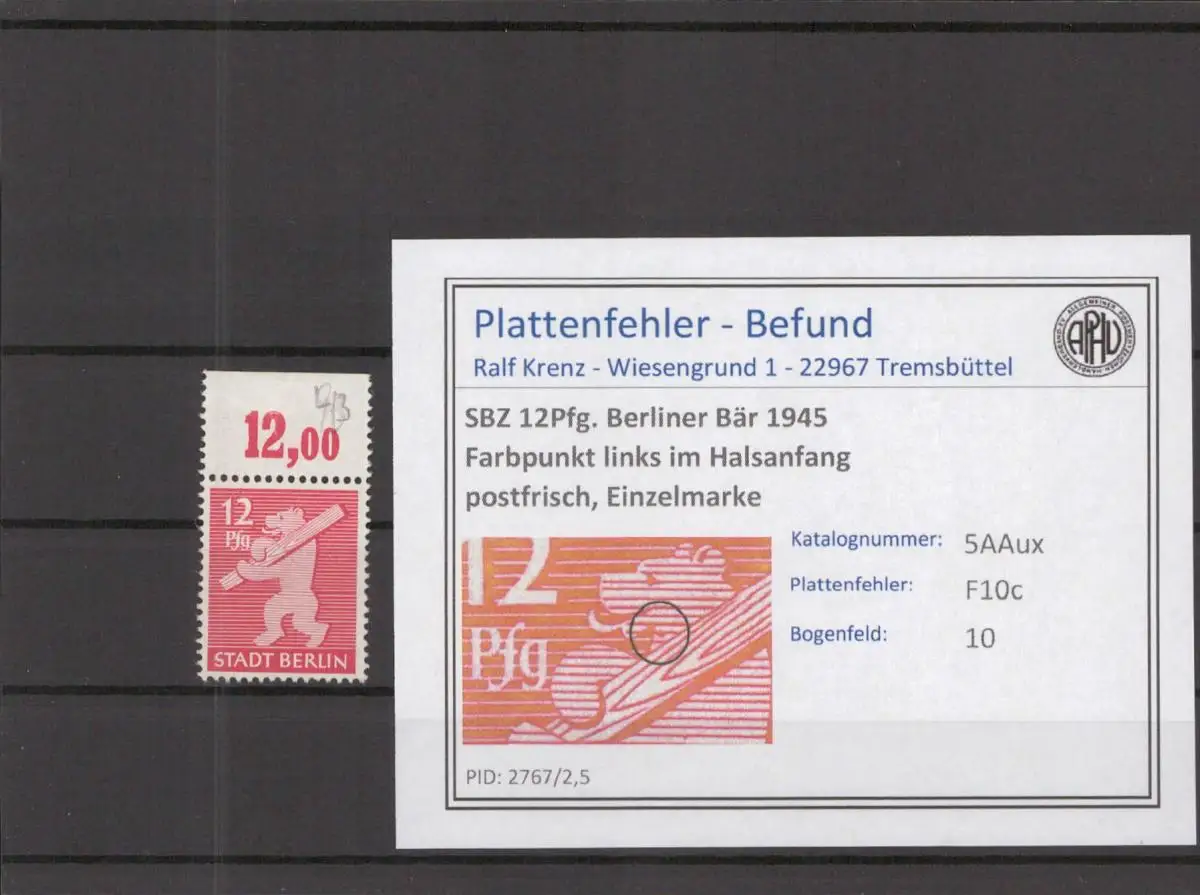 12,00
12
Pfg
STADT BERLIN
Plattenfehler - Befund
Ralf Krenz - Wiesengrund 1 - 22967 Tremsbüttel
APHV
SBZ 12Pfg. Berliner Bär 1945
Farbpunkt links im Halsanfang
postfrisch, Einzelmarke
12
Pfg
Katalognummer: 5AAux
Plattenfehler: F10c
Bogenfeld: 10
PID: 2767/2,5